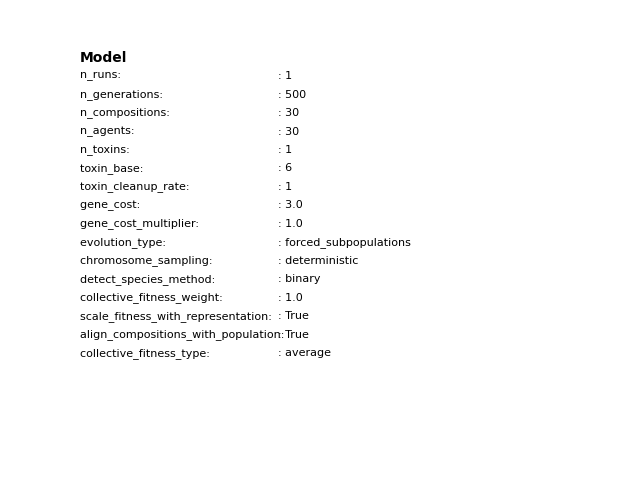 Model
n_runs: : 1
n_generations: : 500
n_compositions: : 30
n_agents: : 30
n_toxins: : 1
toxin_base: : 6
toxin_cleanup_rate: : 1
gene_cost: : 3.0
gene_cost_multiplier: : 1.0
evolution_type: : forced_subpopulations
chromosome_sampling: : deterministic
detect_species_method: : binary
collective_fitness_weight: : 1.0
scale_fitness_with_representation: : True
align_compositions_with_population: : True
collective_fitness_type: : average